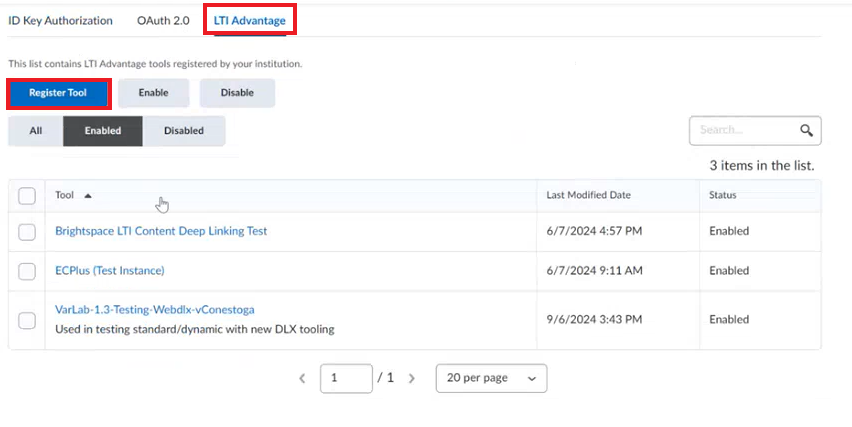 ID Key Authorization OAuth 2.0 LTI Advantage
This list contains LTI Advantage tools registered by your institution.
Register Tool Enable Disable
All Enabled Disabled Search...
3 items in the list.
Tool Last Modified Date Status
Brightspace LTI Content Deep Linking Test 6/7/2024 4:57 PM Enabled
ECPlus (Test Instance) 6/7/2024 9:11 AM Enabled
VarLab-1.3-Testing-Webdlx-vConestoga 9/6/2024 3:43 PM Enabled
Used in testing standard/dynamic with new DLX tooling
1 / 1 20 per page